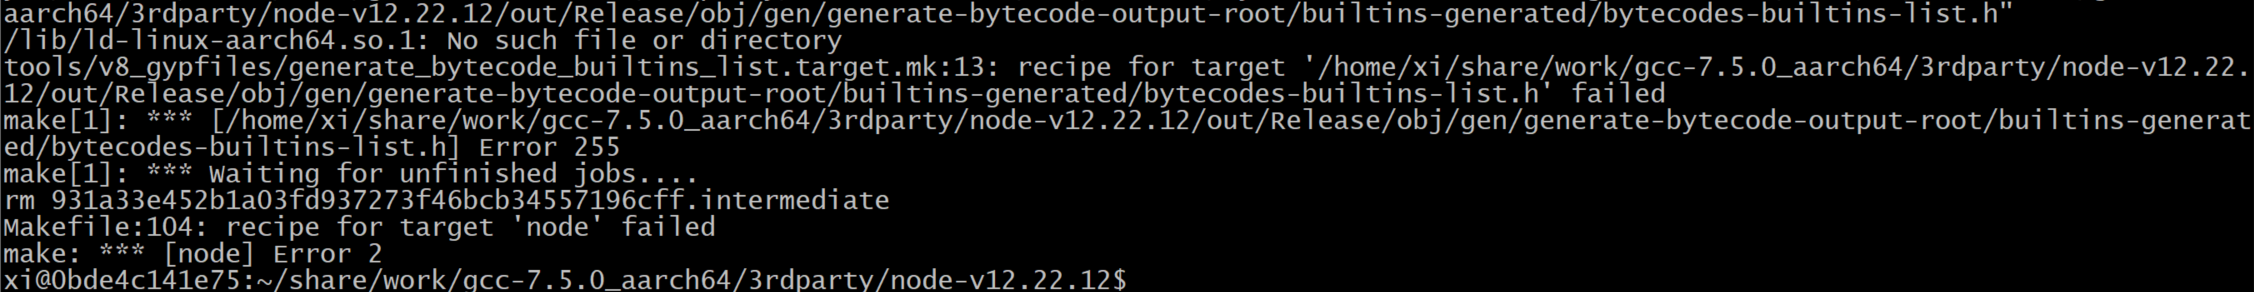 aarch64/3rdparty/node-v12.22.12/out/Release/obj/gen/generate-bytecode-output-root/builtins-generated/bytecodes-builtins-list.h"
/lib/ld-linux-aarch64.so.1: No such file or directory
tools/v8_gypfiles/generate_bytecode_builtins_list.target.mk:13: recipe for target '/home/xi/share/work/gcc-7.5.0_aarch64/3rdparty/node-v12.22.
12/out/Release/obj/gen/generate-bytecode-output-root/builtins-generated/bytecodes-builtins-list.h' failed
make[1]: *** [/home/xi/share/work/gcc-7.5.0_aarch64/3rdparty/node-v12.22.12/out/Release/obj/gen/generate-bytecode-output-root/builtins-generat
ed/bytecodes-builtins-list.h] Error 255
make[1]: *** Waiting for unfinished jobs....
rm 931a33e452b1a03fd937273f46bcb34557196cff.intermediate
Makefile:104: recipe for target 'node' failed
make: *** [node] Error 2
xi@0bde4c141e75:~/share/work/gcc-7.5.0_aarch64/3rdparty/node-v12.22.12$